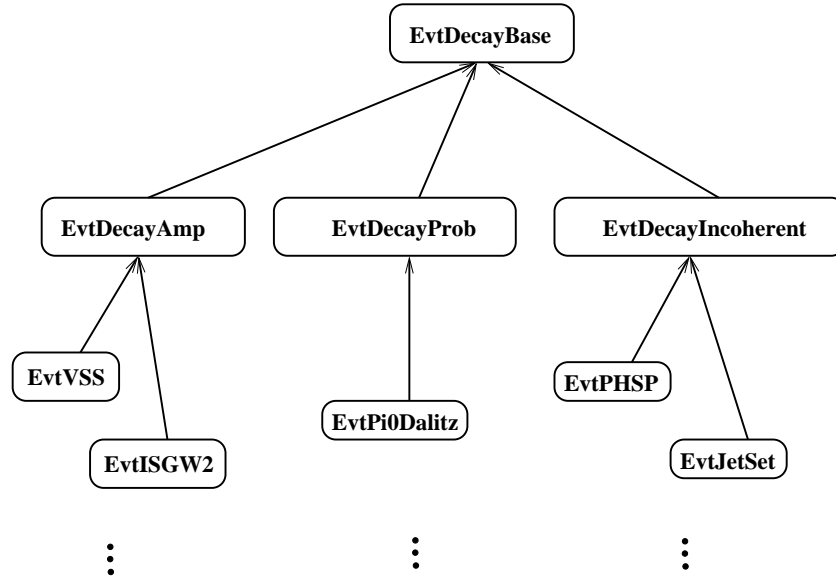 EvtDecayBase
EvtDecayAmp
EvtDecayProb
EvtDecayIncoherent
EvtVSS
EvtPHSP
EvtPi0Dalitz
EvtISGW2
EvtJetSet